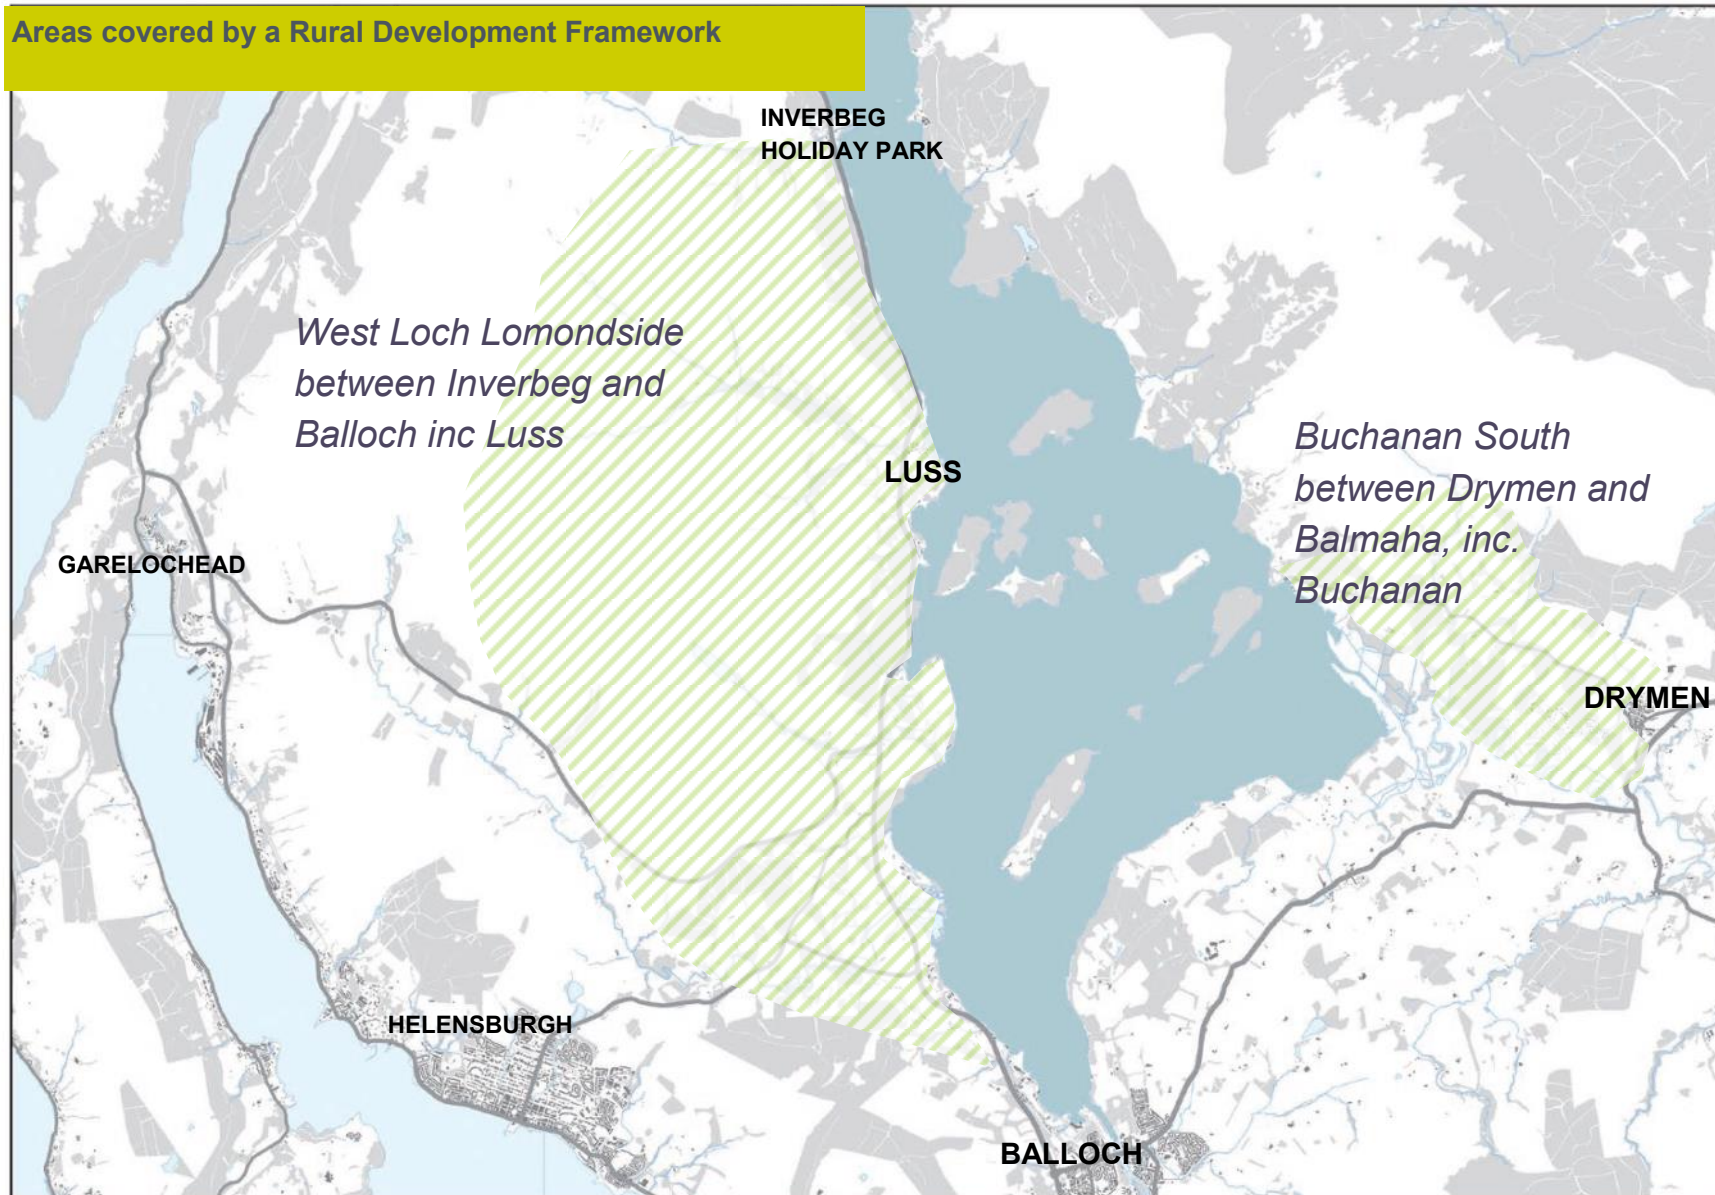 Areas covered by a Rural Development Framework
INVERBEG
HOLIDAY PARK
West Loch Lomondside
between Inverbeg and
Balloch inc Luss
LUSS
Buchanan South
between Drymen and
Balmaha, inc.
Buchanan
GARELOCHEAD
DRYMEN
HELENSBURGH
BALLOCH